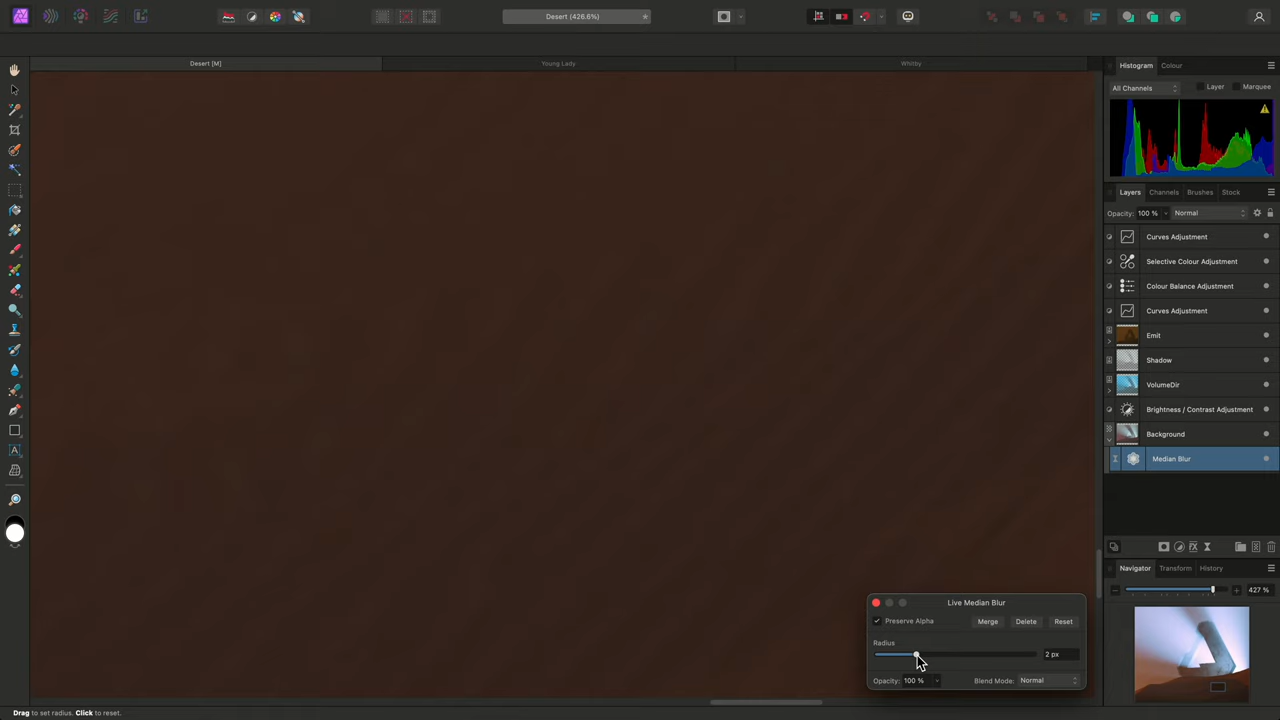 Desert (426.6%)
Desert [M]
Young Lady
Whitby
Histogram
Colour
All Channels
Layer
Marquee
Layers
Channels
Brushes
Stock
Opacity:
100 %
Normal
Curves Adjustment
Selective Colour Adjustment
Colour Balance Adjustment
Curves Adjustment
Emit
Shadow
VolumeDir
Brightness / Contrast Adjustment
Background
Median Blur
Navigator
Transform
History
427 %
Live Median Blur
Preserve Alpha
Merge
Delete
Reset
Radius
2 px
Opacity:
100 %
Blend Mode:
Normal
Drag to set radius. Click to reset.